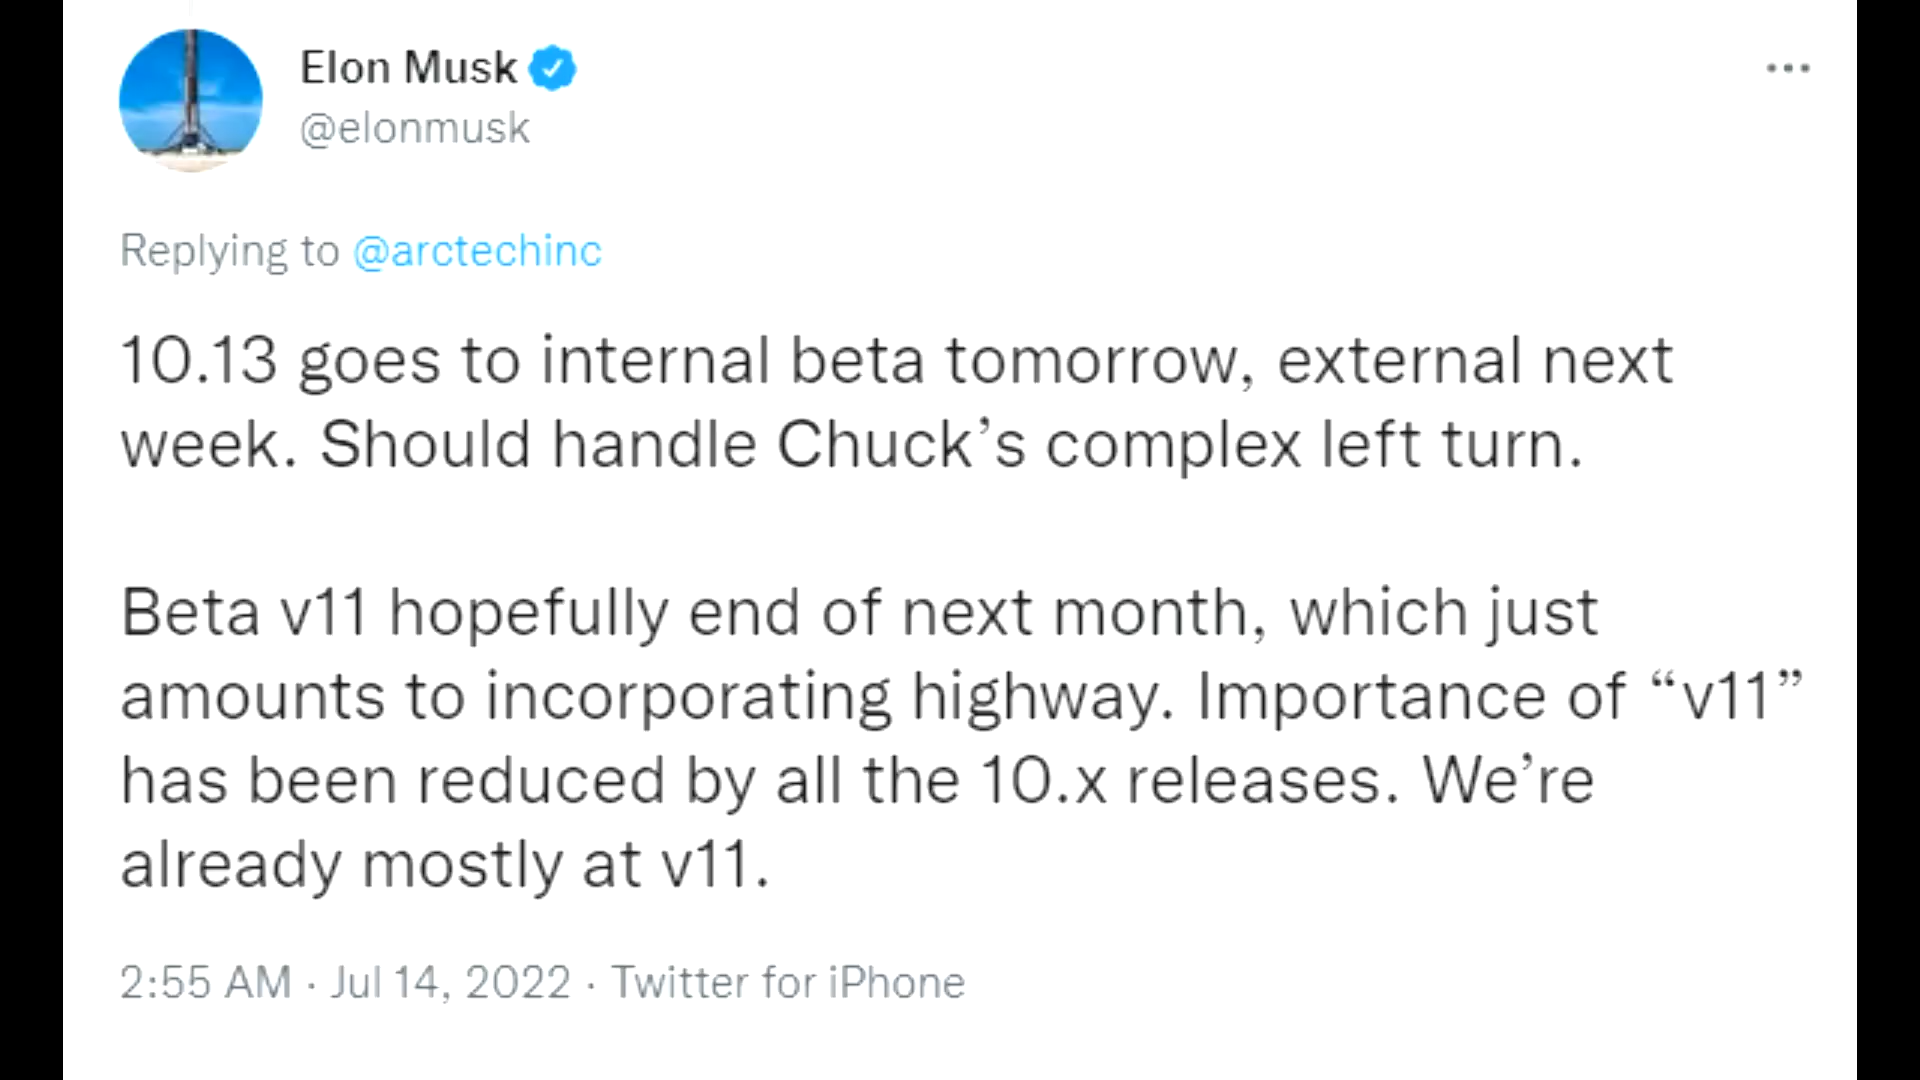 Elon Musk
@elonmusk
Replying to @arctechinc
10.13 goes to internal beta tomorrow, external next
week. Should handle Chuck’s complex left turn.
Beta v11 hopefully end of next month, which just
amounts to incorporating highway. Importance of “v11”
has been reduced by all the 10.x releases. We’re
already mostly at v11.
2:55 AM · Jul 14, 2022 · Twitter for iPhone